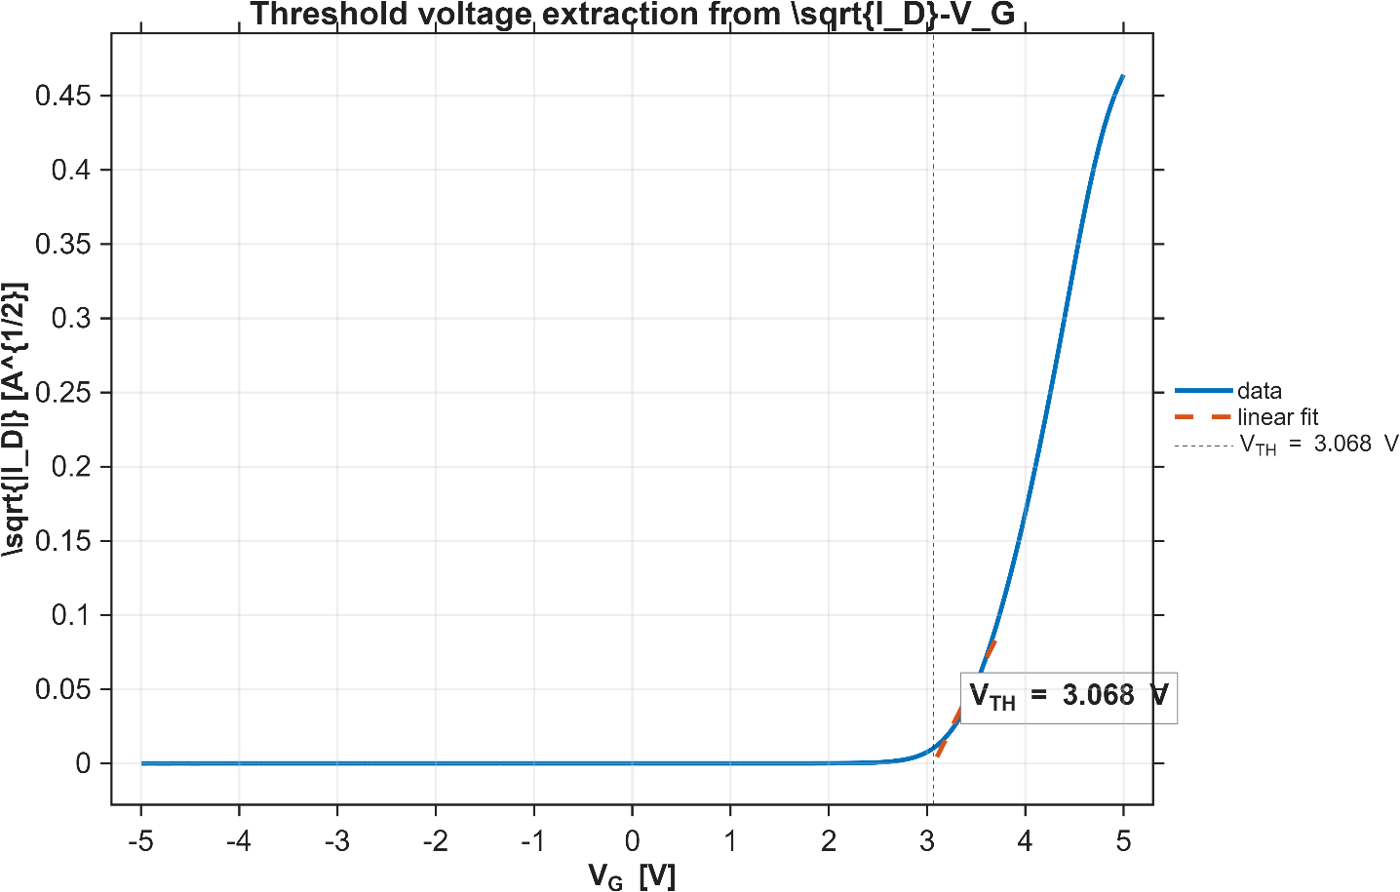 Threshold voltage extraction from \sqrt{I_D}-V_G
\sqrt{|I_D|} [A^{1/2}]
0.45
0.4
0.35
0.3
0.25
0.2
0.15
0.1
0.05
0
-5 -4 -3 -2 -1 0 1 2 3 4 5
V_G [V]
V_TH = 3.068 V
data
linear fit
V_TH = 3.068 V